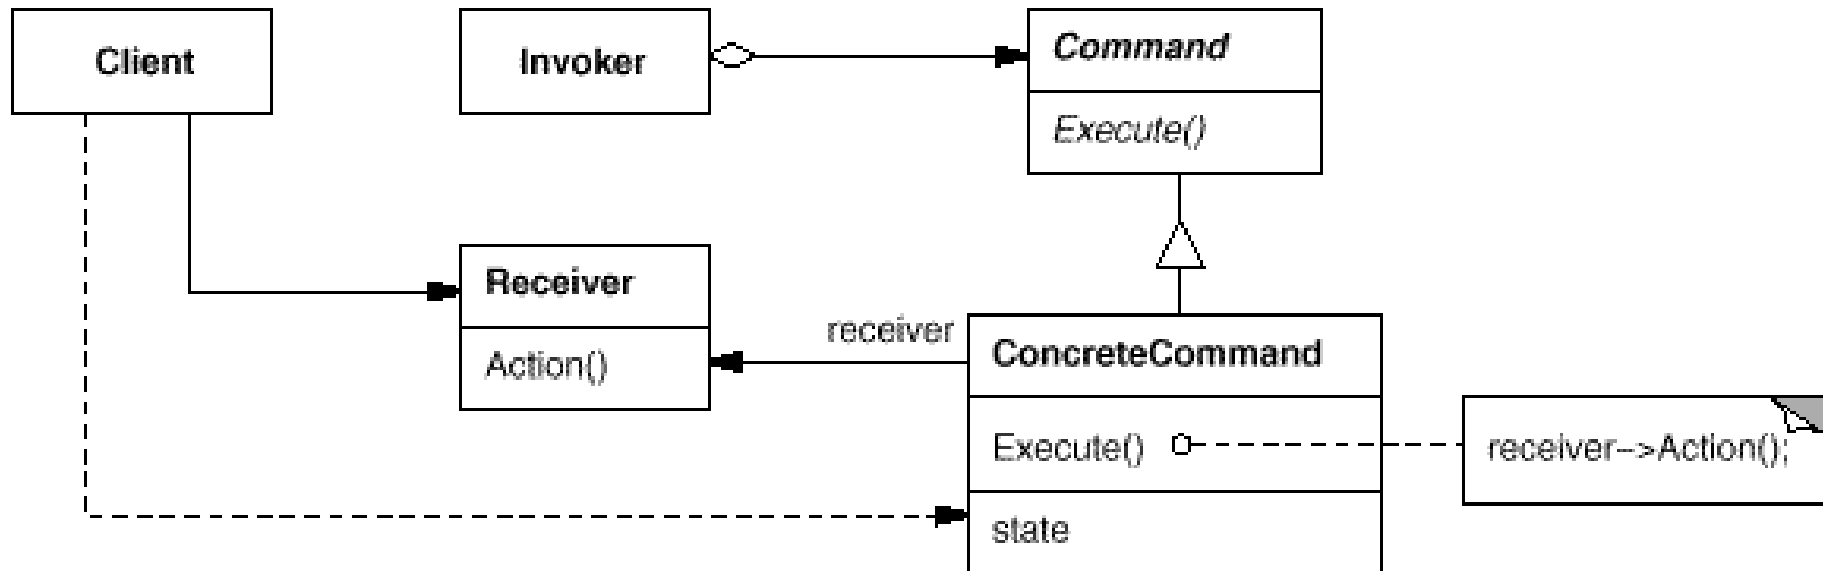 Client
Invoker
Command
Execute()
Receiver
Action()
receiver
ConcreteCommand
Execute()
receiver–>Action();
state